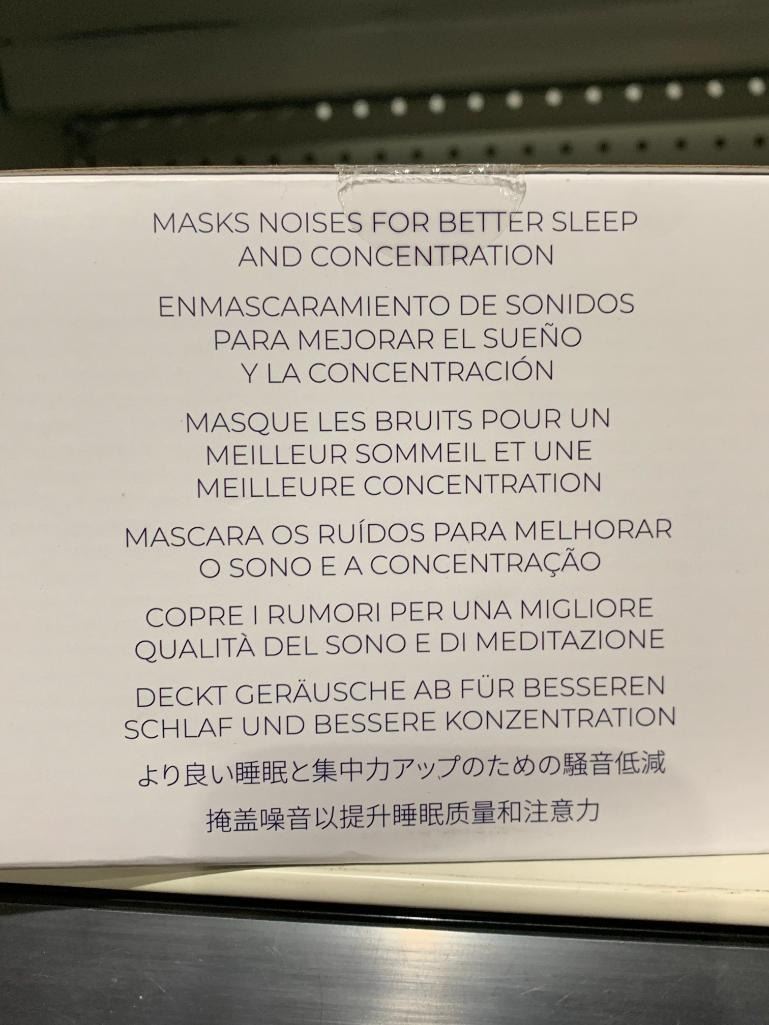 MASKS NOISES FOR BETTER SLEEP
AND CONCENTRATION
ENMASCARAMIENTO DE SONIDOS
PARA MEJORAR EL SUEÑO
Y LA CONCENTRACIÓN
MASQUE LES BRUITS POUR UN
MEILLEUR SOMMEIL ET UNE
MEILLEURE CONCENTRATION
MASCARA OS RUÍDOS PARA MELHORAR
O SONO E A CONCENTRAÇÃO
COPRE I RUMORI PER UNA MIGLIORE
QUALITÀ DEL SONO E DI MEDITAZIONE
DECKT GERÄUSCHE AB FÜR BESSEREN
SCHLAF UND BESSERE KONZENTRATION
より良い睡眠と集中力アップのための騒音低減
掩盖噪音以提升睡眠质量和注意力